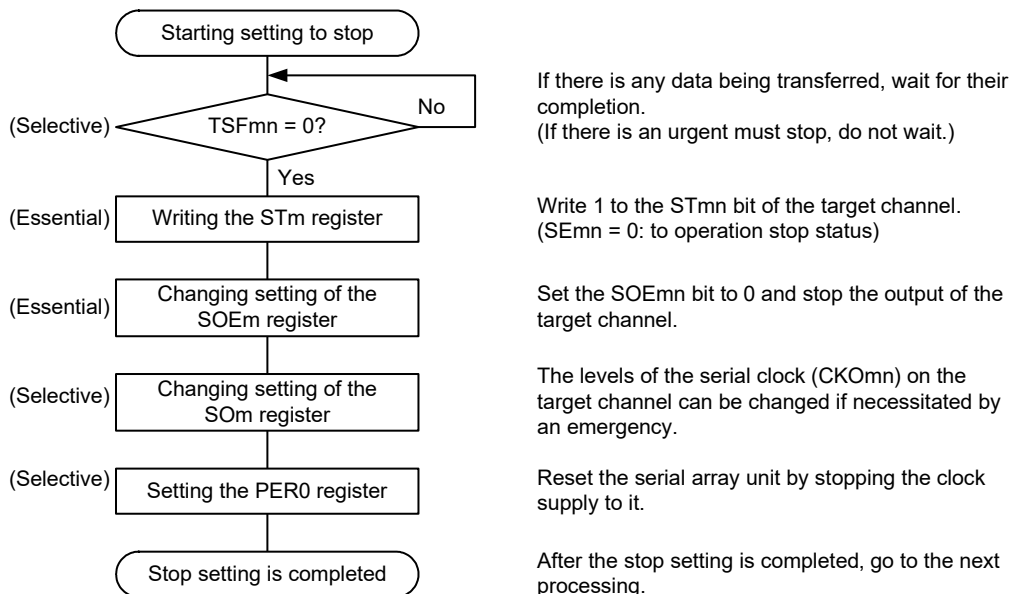 Starting setting to stop
If there is any data being transferred, wait for their
completion.
(If there is an urgent must stop, do not wait.)
No
(Selective)
TSFmn = 0?
Yes
(Essential)
Writing the STm register
Write 1 to the STmn bit of the target channel.
(SEmn = 0: to operation stop status)
(Essential)
Changing setting of the
SOEm register
Set the SOEmn bit to 0 and stop the output of the
target channel.
(Selective)
Changing setting of the
SOm register
The levels of the serial clock (CKOmn) on the
target channel can be changed if necessitated by
an emergency.
(Selective)
Setting the PER0 register
Reset the serial array unit by stopping the clock
supply to it.
Stop setting is completed
After the stop setting is completed, go to the next
processing.